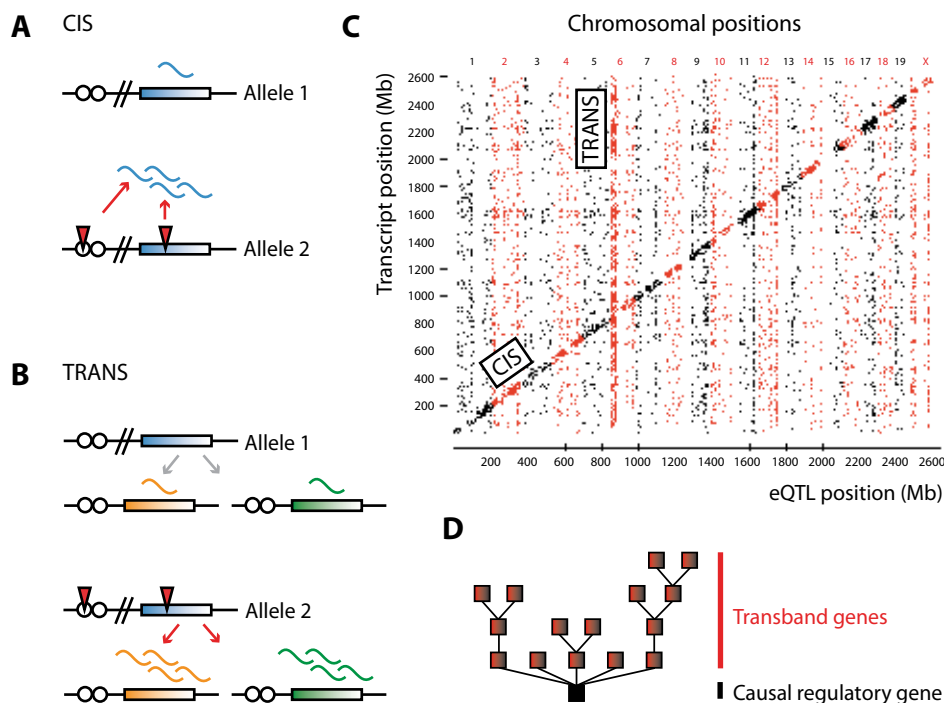 A CIS
Allele 1
Allele 2
B TRANS
Allele 1
Allele 2
C Chromosomal positions
1 2 3 4 5 6 7 8 9 10 11 12 13 14 15 16 17 18 19 X
Transcript position (Mb)
2600
2400
2200
2000
1800
1600
1400
1200
1000
800
600
400
200
TRANS
CIS
200 400 600 800 1000 1200 1400 1600 1800 2000 2200 2400 2600
eQTL position (Mb)
D
Transband genes
Causal regulatory gene